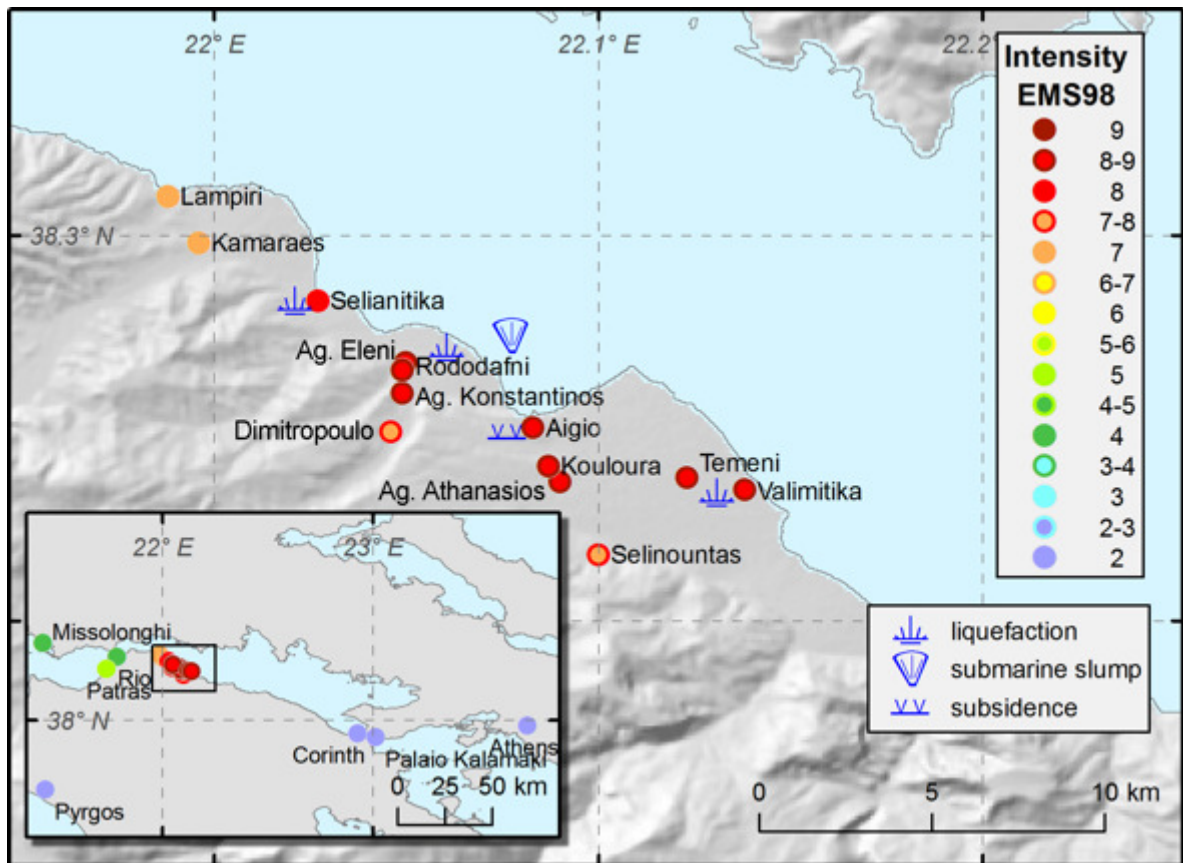 22° E
22.1° E
22.2°
38.3° N
Lampiri
Kamaraes
Selianitika
Ag. Eleni
Rododafni
Ag. Konstantinos
Dimitropoulo
Aigio
Kouloura
Ag. Athanasios
Temeni
Valimitika
Selinountas
Intensity
EMS98
9
8-9
8
7-8
7
6-7
6
5-6
5
4-5
4
3-4
3
2-3
2
liquefaction
submarine slump
subsidence
0 5 10 km
22° E
23° E
Missolonghi
Rio
Patras
38° N
Corinth
Palaio Kalamaki
Athens
Pyrgos
0 25 50 km